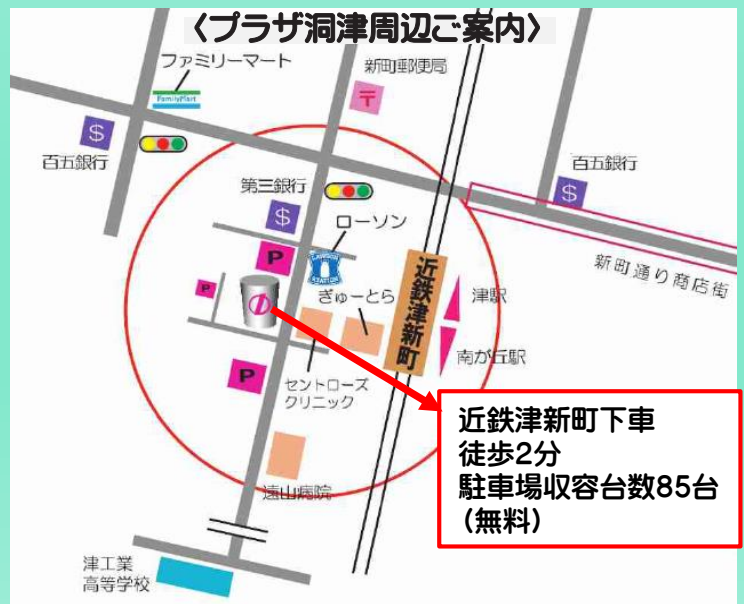 〈プラザ洞津周辺ご案内〉
ファミリーマート
FamilyMart
新町郵便局
〒
$
百五銀行
百五銀行
$
第三銀行
$
ローソン
LAWSON
STATION
新町通り商店街
P
P
ぎゅーとら
近鉄津新町
津駅
南が丘駅
P
セントローズ
クリニック
近鉄津新町下車
徒歩2分
駐車場収容台数85台
(無料)
遠山病院
津工業
高等学校